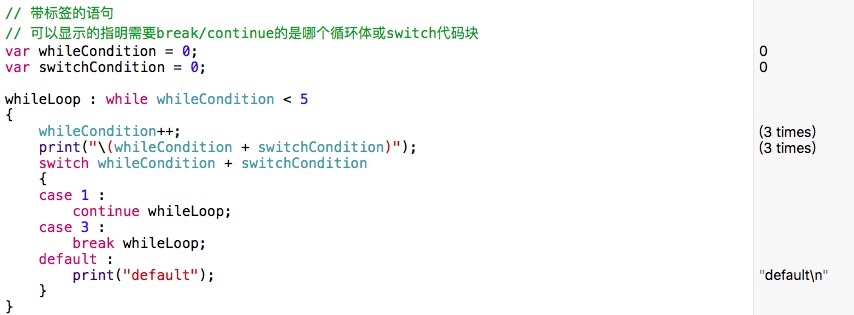 // 带标签的语句
// 可以显示的指明需要break/continue的是哪个循环体或switch代码块
var whileCondition = 0; 0
var switchCondition = 0; 0
whileLoop : while whileCondition < 5
{
    whileCondition++; (3 times)
    print("\(whileCondition + switchCondition)"); (3 times)
    switch whileCondition + switchCondition
    {
    case 1 :
        continue whileLoop;
    case 3 :
        break whileLoop;
    default :
        print("default"); "default\n"
    }
}